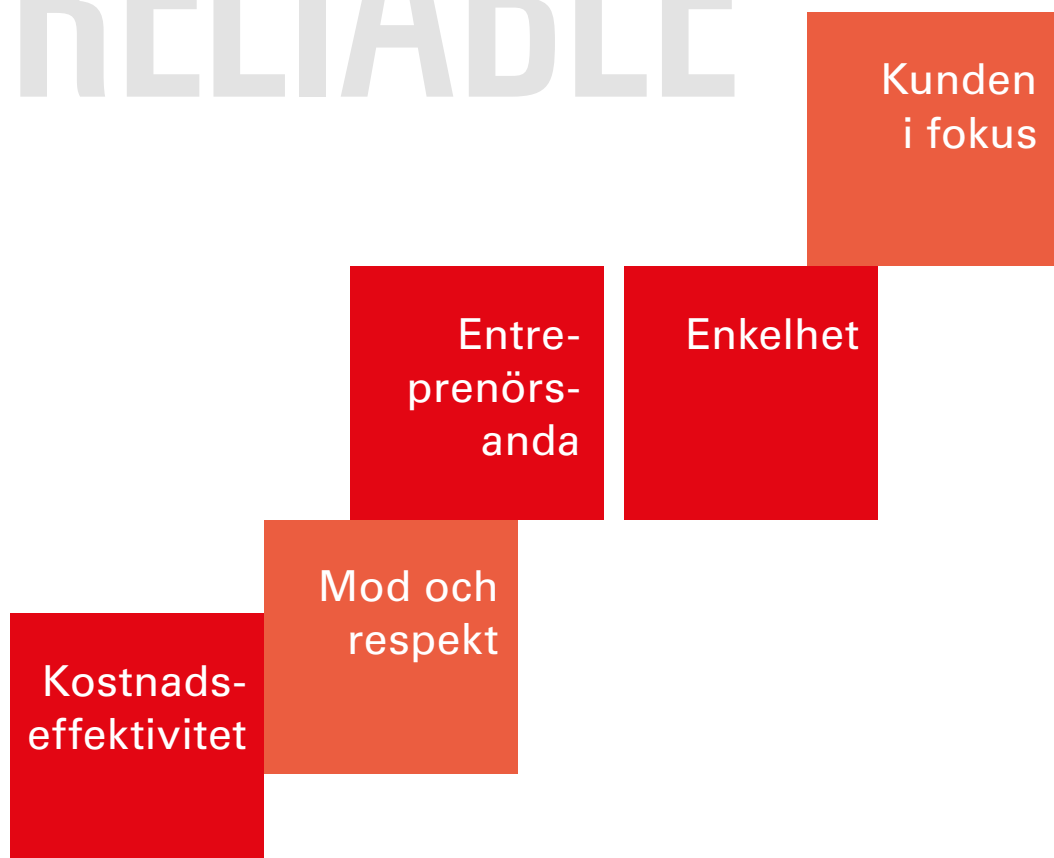 RELIABLE
Kunden
i fokus
Entre-
prenörs-
anda
Enkelhet
Mod och
respekt
Kostnads-
effektivitet